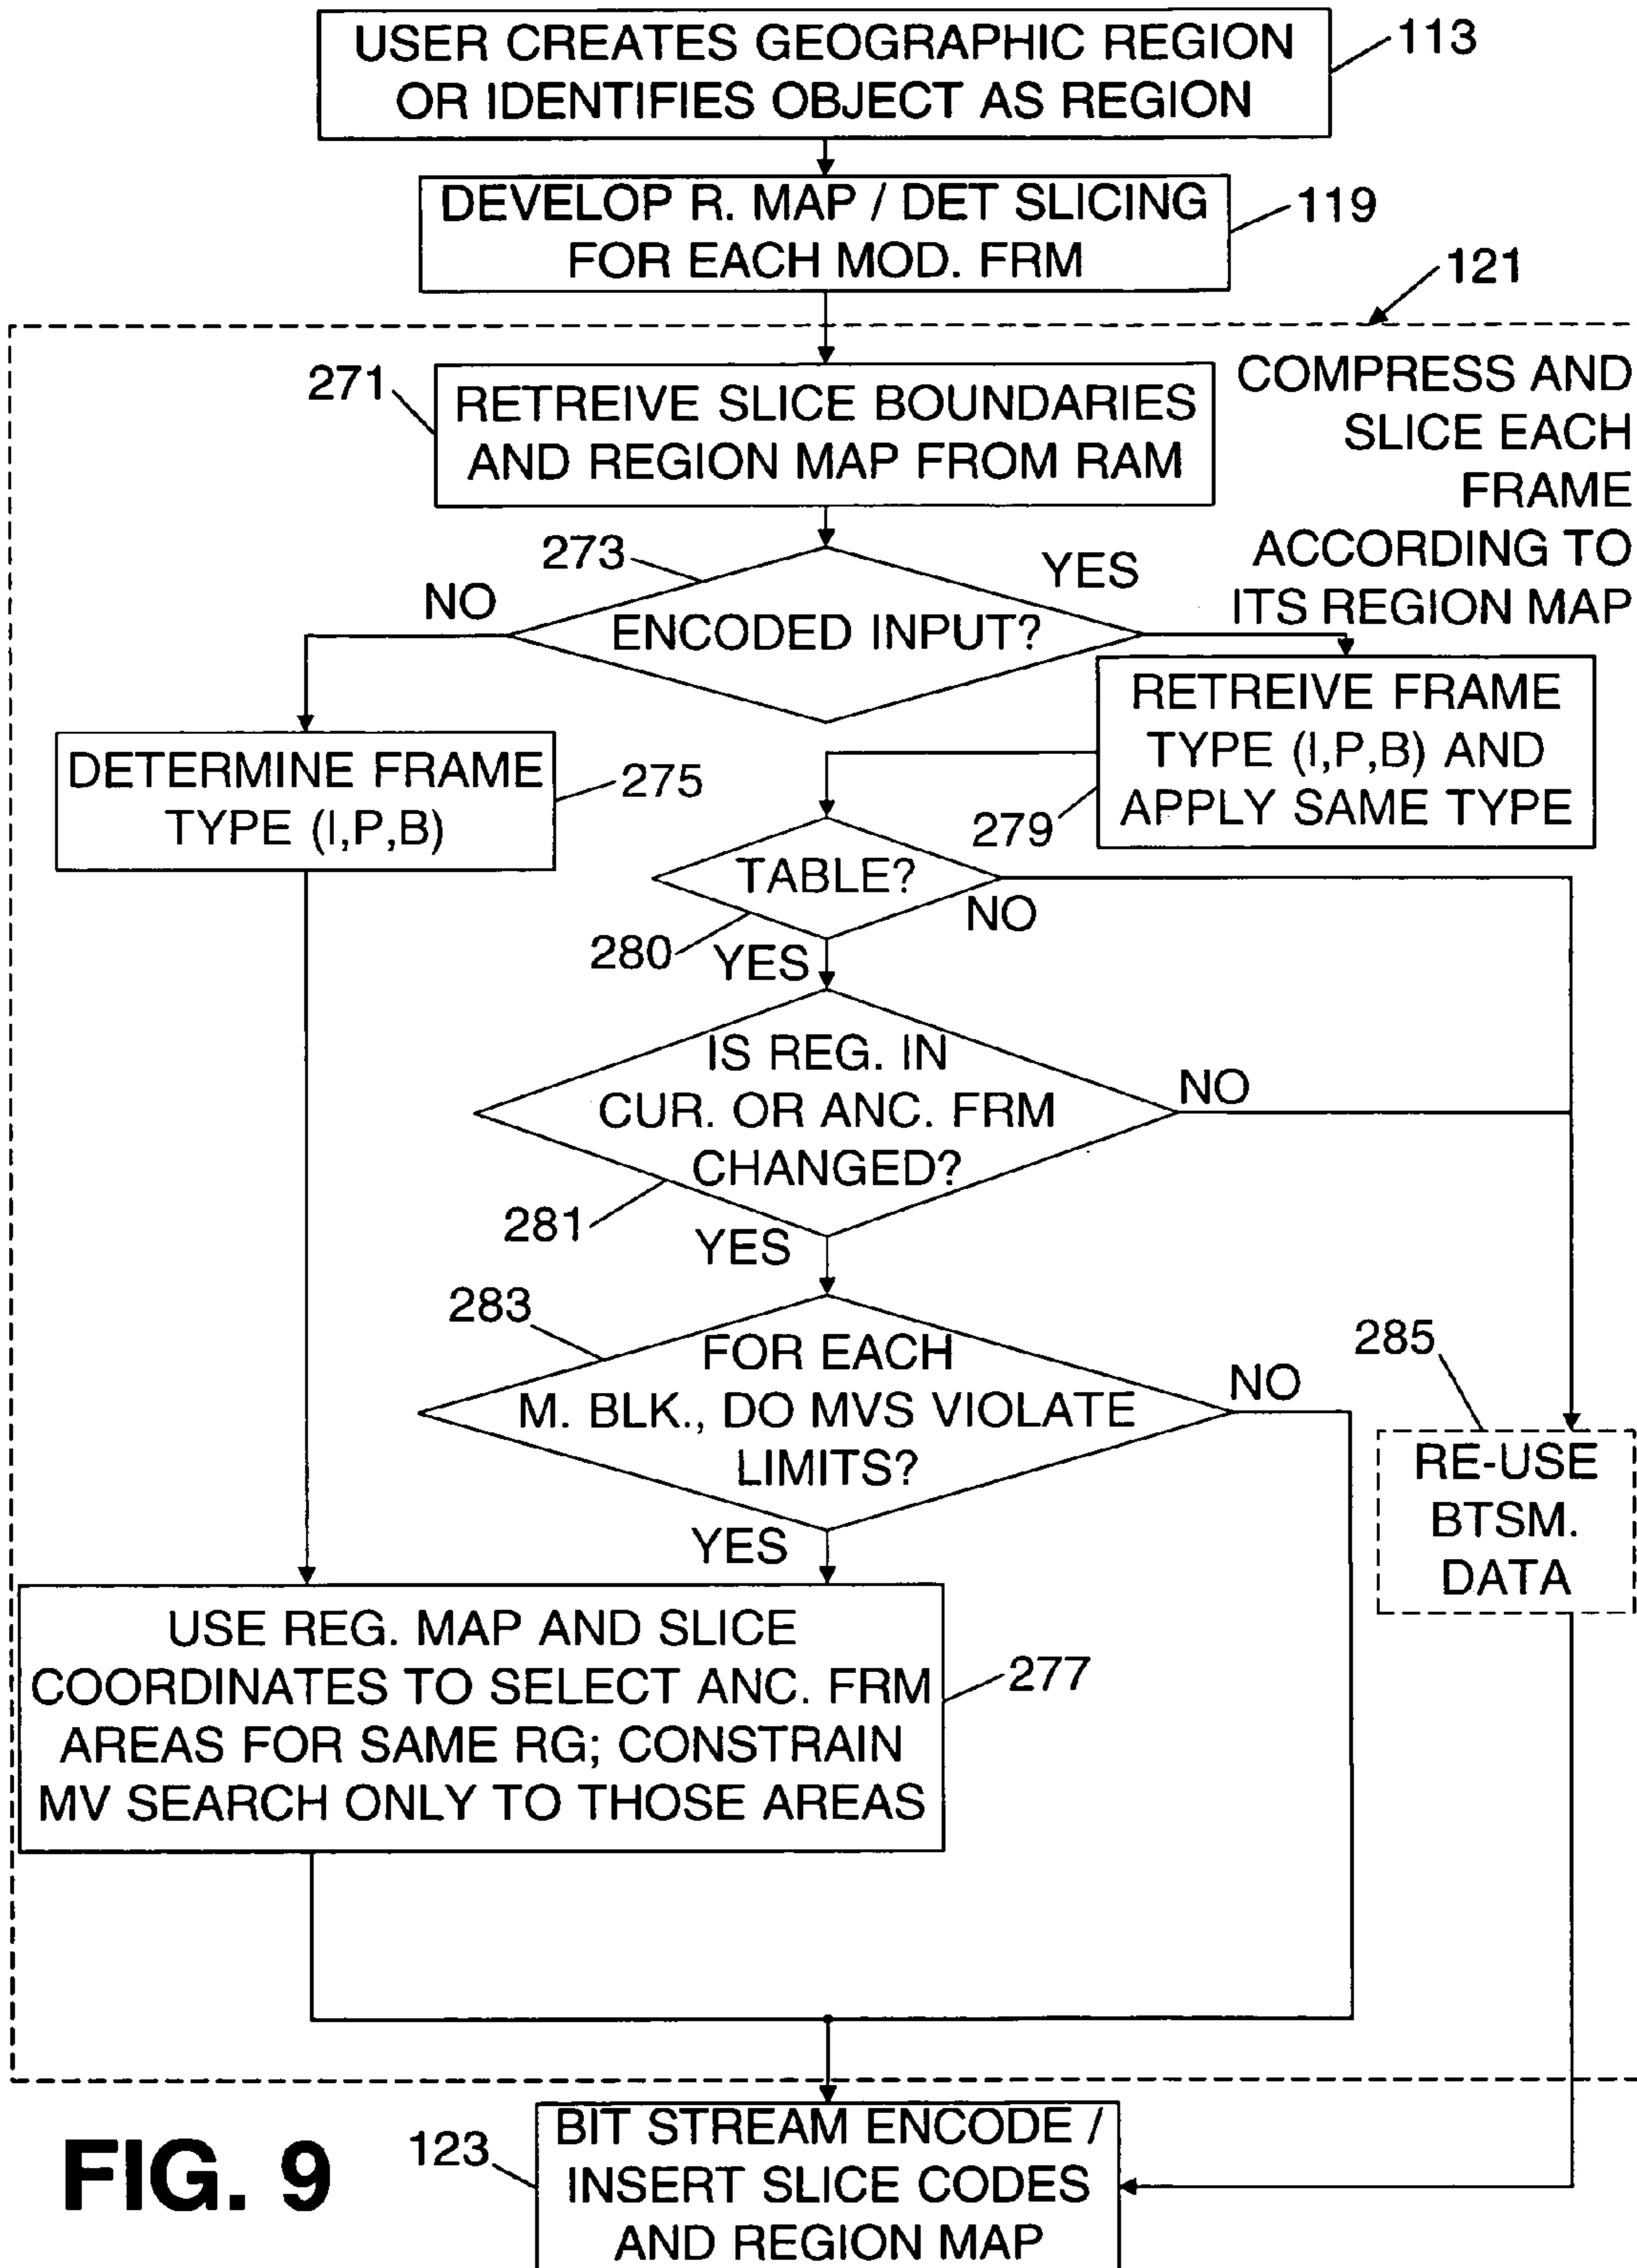 USER CREATES GEOGRAPHIC REGION
OR IDENTIFIES OBJECT AS REGION
113
DEVELOP R. MAP / DET SLICING
FOR EACH MOD. FRM
119
121
COMPRESS AND
SLICE EACH
FRAME
ACCORDING TO
ITS REGION MAP
271
RETREIVE SLICE BOUNDARIES
AND REGION MAP FROM RAM
273
NO
YES
ENCODED INPUT?
DETERMINE FRAME
TYPE (I,P,B)
275
RETREIVE FRAME
TYPE (I,P,B) AND
APPLY SAME TYPE
279
TABLE?
NO
280
YES
IS REG. IN
CUR. OR ANC. FRM
CHANGED?
NO
281
YES
283
FOR EACH
M. BLK., DO MVS VIOLATE
LIMITS?
NO
YES
285
RE-USE
BTSM.
DATA
USE REG. MAP AND SLICE
COORDINATES TO SELECT ANC. FRM
AREAS FOR SAME RG; CONSTRAIN
MV SEARCH ONLY TO THOSE AREAS
277
FIG. 9
123
BIT STREAM ENCODE /
INSERT SLICE CODES
AND REGION MAP